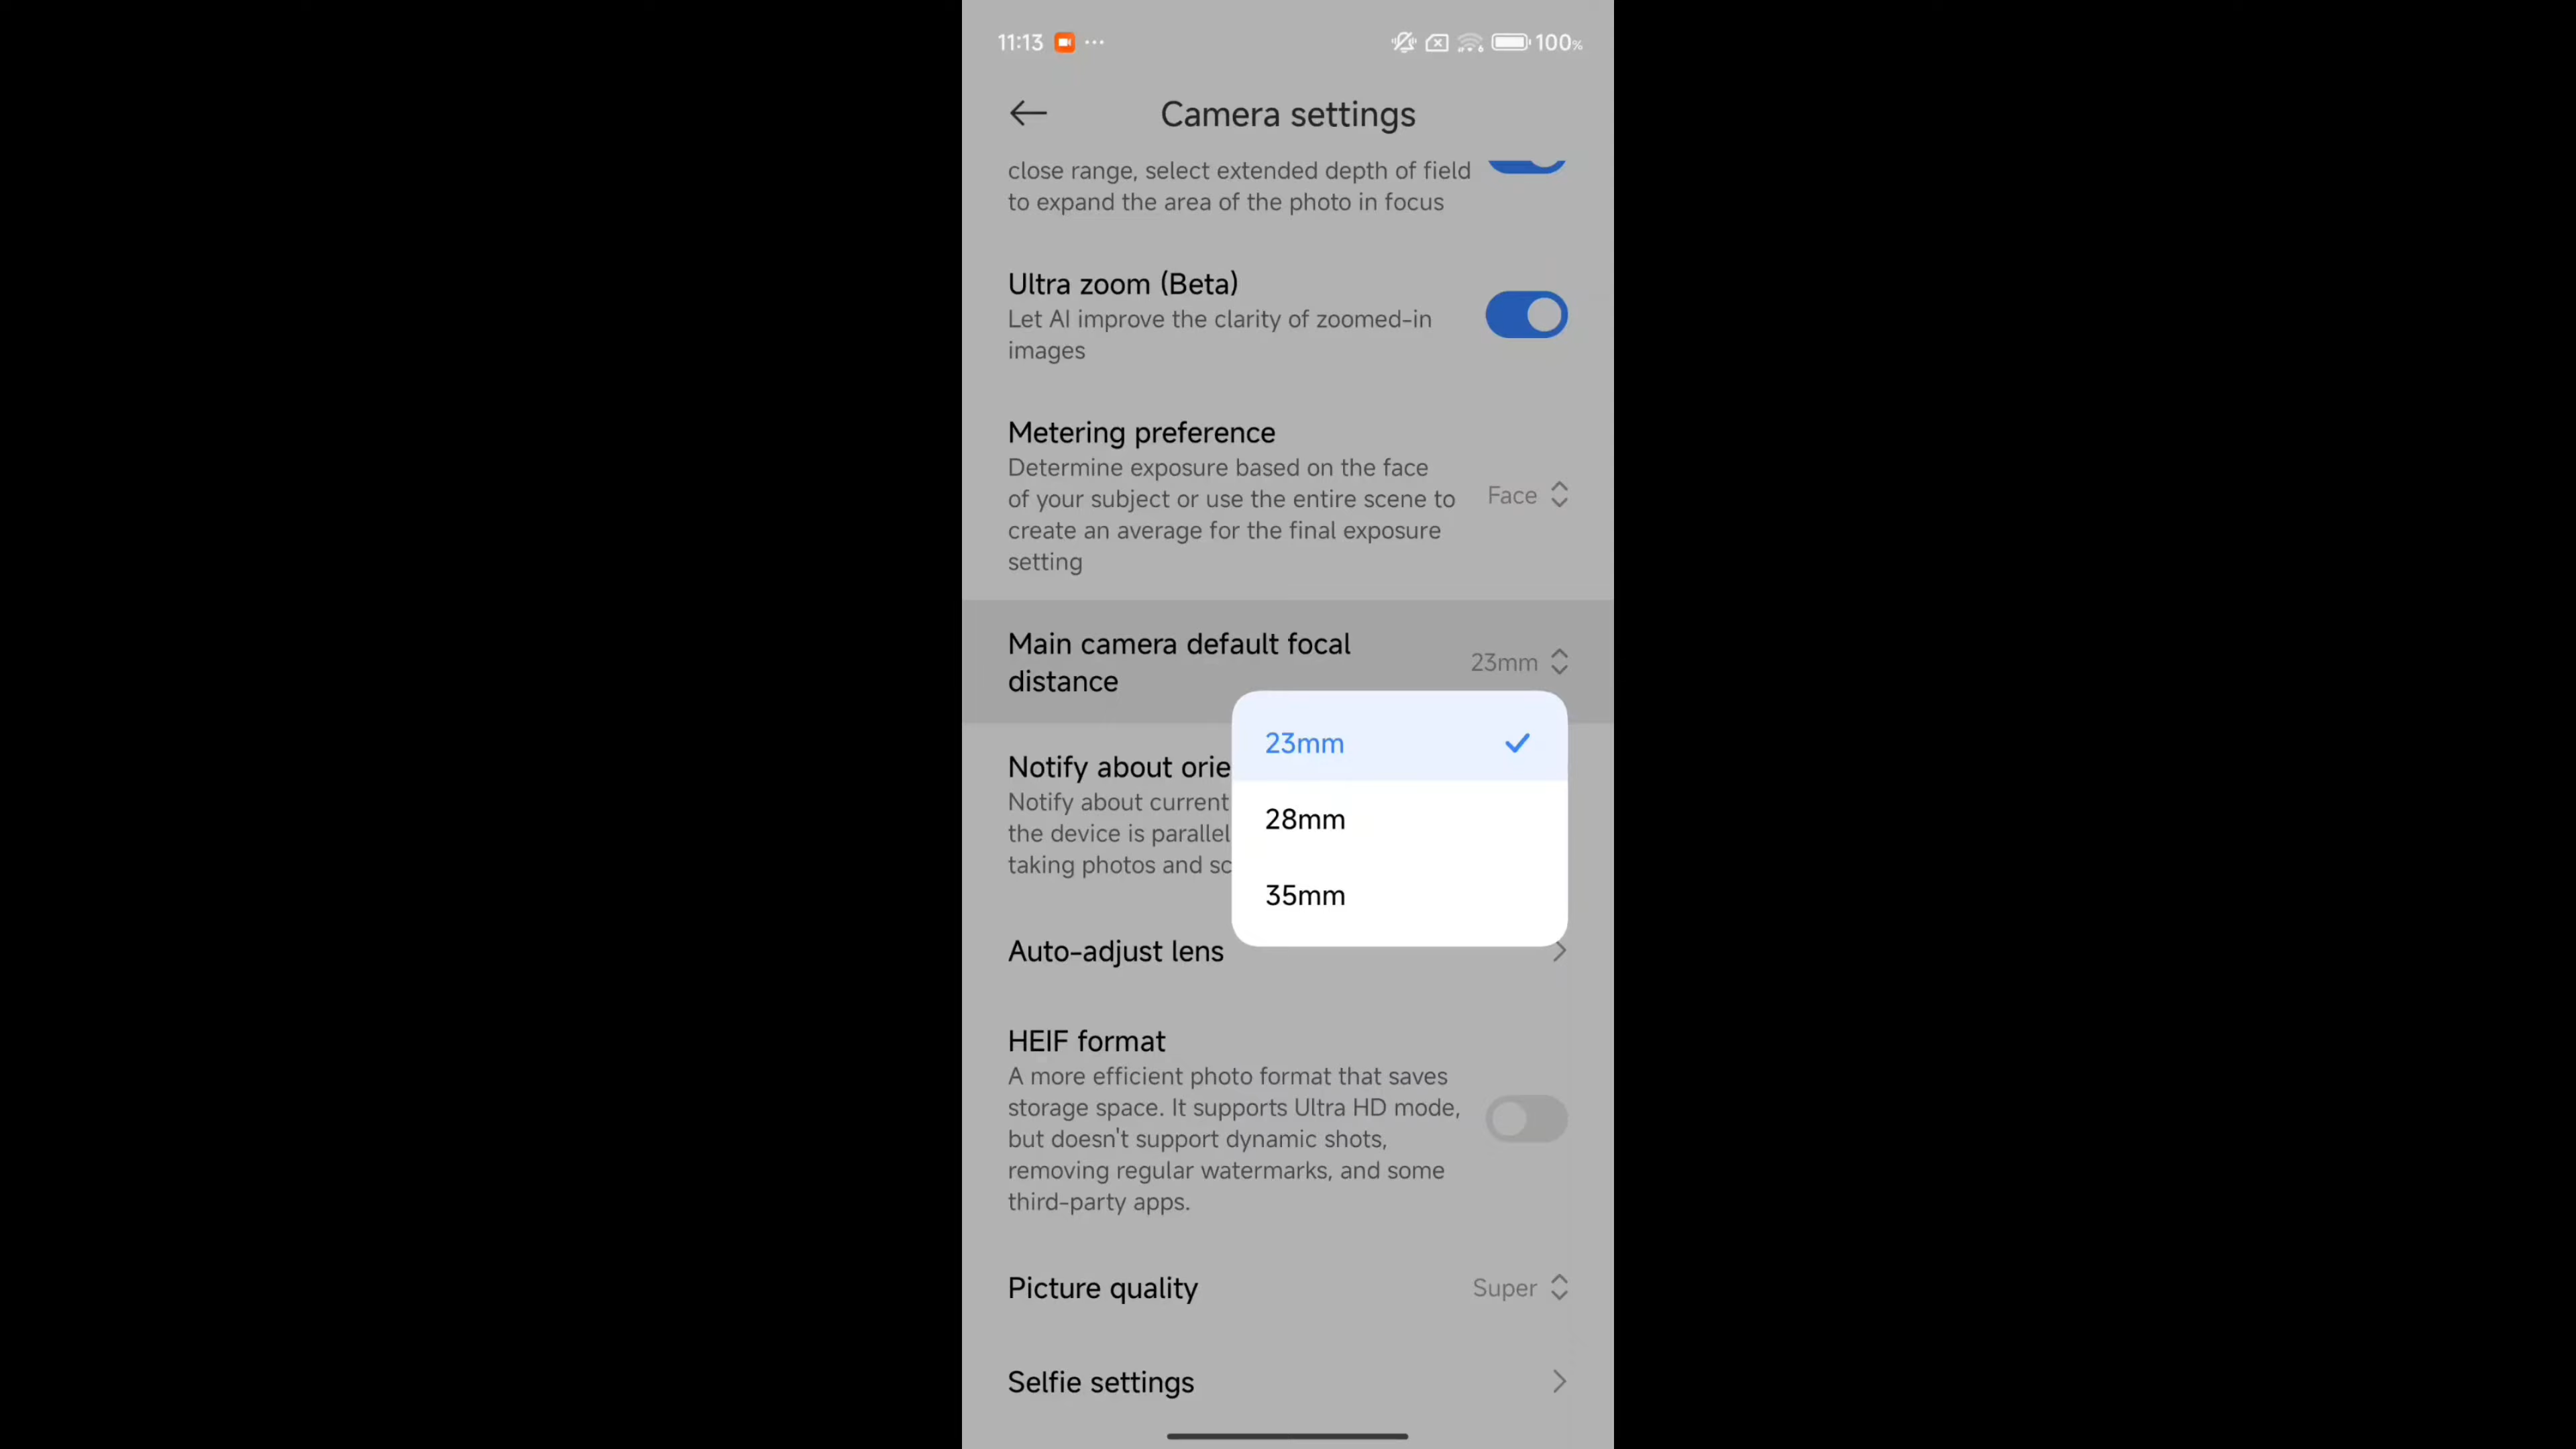 11:13 ... 100%
Camera settings
close range, select extended depth of field
to expand the area of the photo in focus
Ultra zoom (Beta)
Let AI improve the clarity of zoomed-in
images
Metering preference
Determine exposure based on the face
of your subject or use the entire scene to
create an average for the final exposure
setting
Face
Main camera default focal
distance
23mm
23mm
28mm
35mm
Notify about orie
Notify about current
the device is parallel
taking photos and sc
Auto-adjust lens
HEIF format
A more efficient photo format that saves
storage space. It supports Ultra HD mode,
but doesn't support dynamic shots,
removing regular watermarks, and some
third-party apps.
Picture quality
Super
Selfie settings